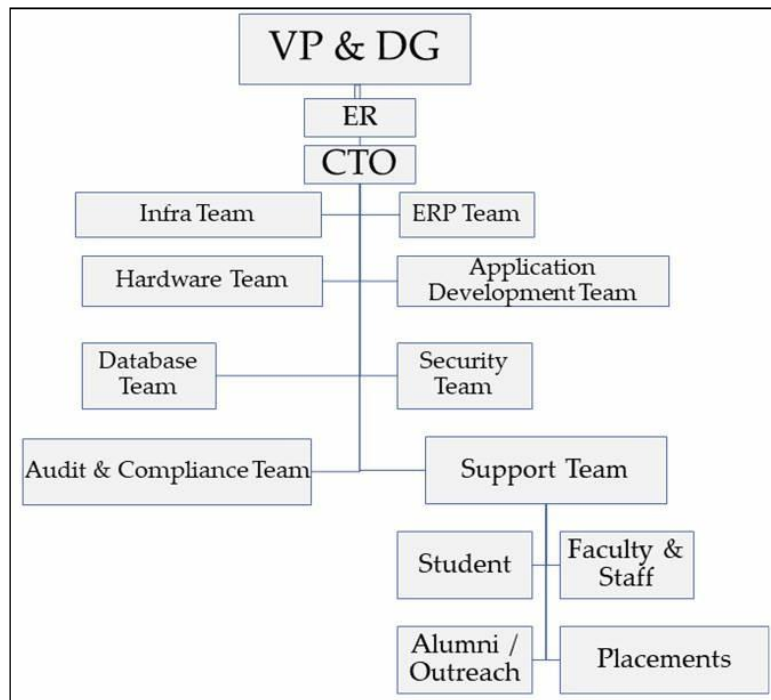 VP & DG
ER
CTO
Infra Team
ERP Team
Hardware Team
Application
Development Team
Database
Team
Security
Team
Audit & Compliance Team
Support Team
Student
Faculty &
Staff
Alumni /
Outreach
Placements